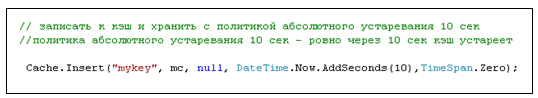 // записать к кэш и хранить с политикой абсолютного устаревания 10 сек
//политика абсолютного устаревания 10 сек - ровно через 10 сек кэш устареет
Cache.Insert("mykey", mc, null, DateTime.Now.AddSeconds(10),TimeSpan.Zero);